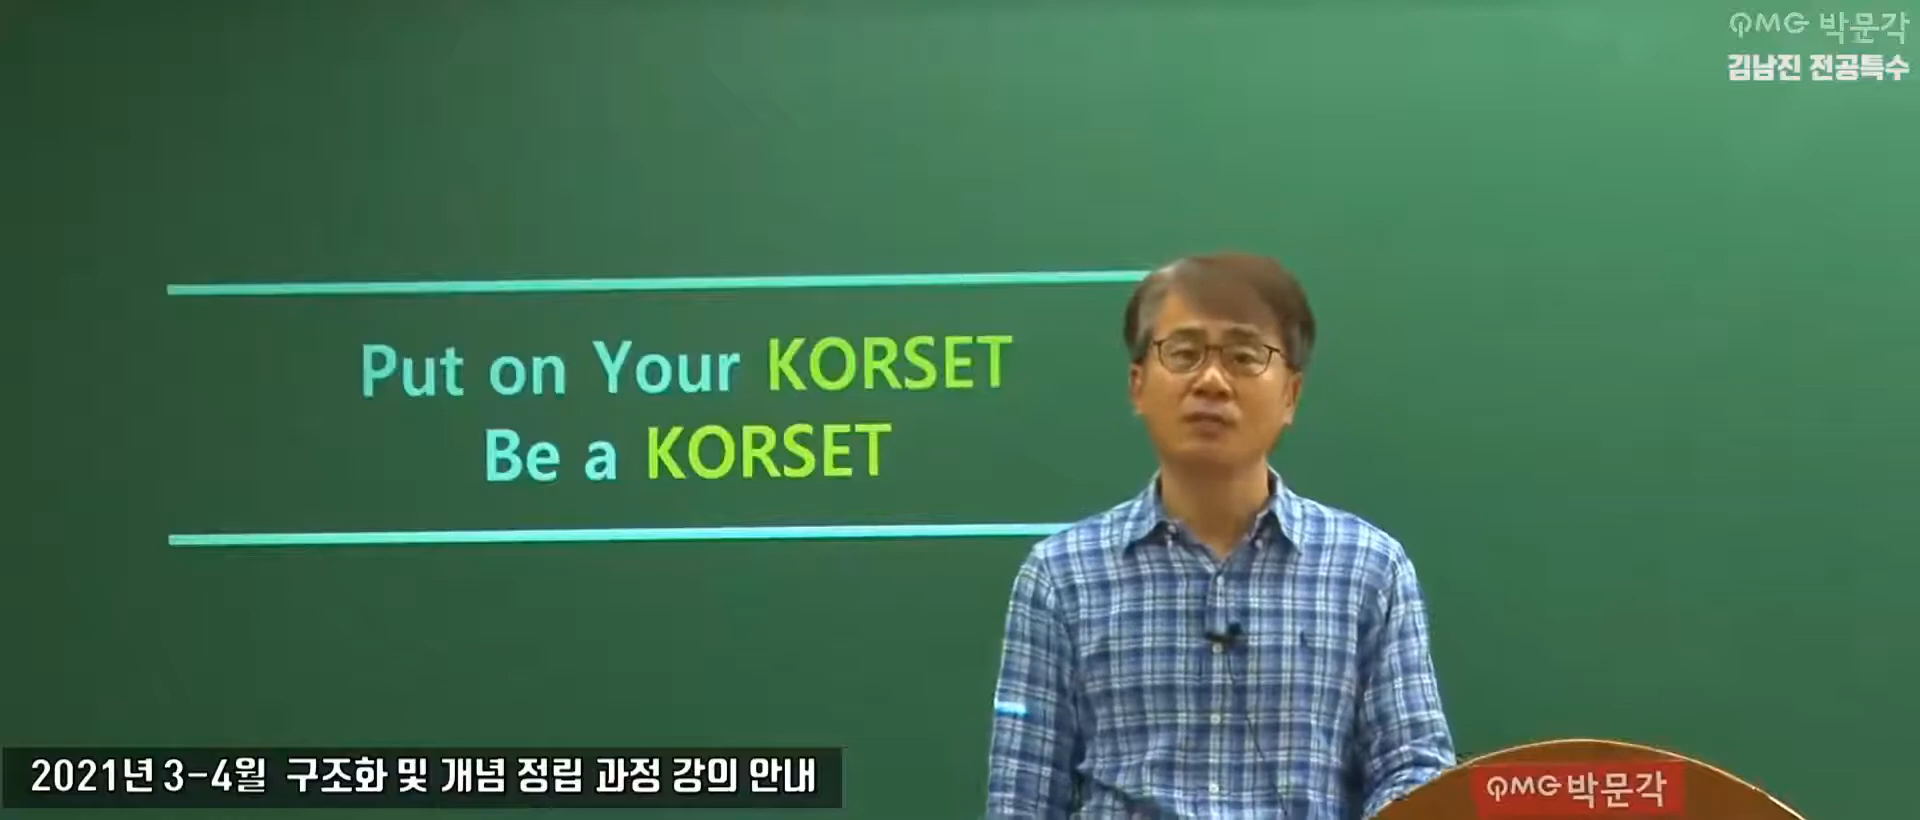 PMG 박문각
김남진 전공특수
Put on Your KORSET
Be a KORSET
2021년 3-4월 구조화 및 개념 정립 과정 강의 안내
PMG 박문각